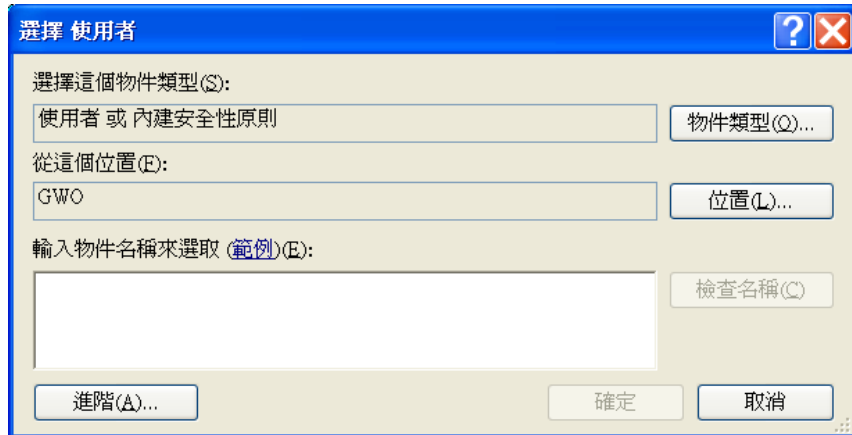 選擇 使用者
選擇這個物件類型(S):
使用者 或 內建安全性原則
物件類型(O)...
從這個位置(F):
GWO
位置(L)...
輸入物件名稱來選取 (範例)(E):
檢查名稱(C)
進階(A)...
確定
取消